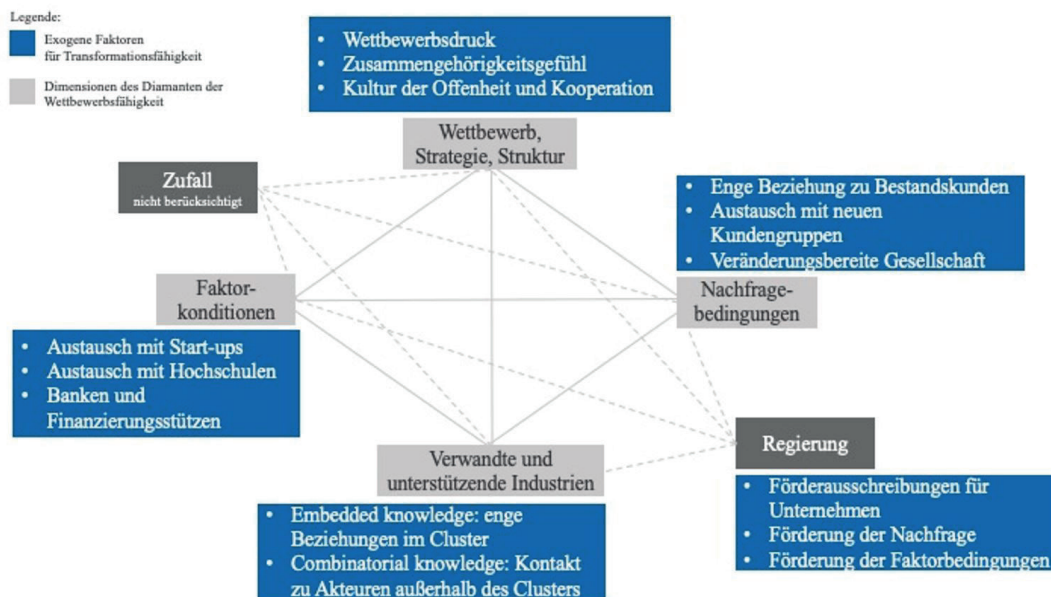 Legende:
Exogene Faktoren
für Transformationsfähigkeit
Dimensionen des Diamanten der
Wettbewerbsfähigkeit
• Wettbewerbsdruck
• Zusammengehörigkeitsgefühl
• Kultur der Offenheit und Kooperation
Wettbewerb,
Strategie, Struktur
Zufall
nicht berücksichtigt
• Enge Beziehung zu Bestandskunden
• Austausch mit neuen
Kundengruppen
• Veränderungsbereite Gesellschaft
Faktor-
konditionen
Nachfrage-
bedingungen
• Austausch mit Start-ups
• Austausch mit Hochschulen
• Banken und
Finanzierungsstützen
Verwandte und
unterstützende Industrien
Regierung
• Embedded knowledge: enge
Beziehungen im Cluster
• Combinatorial knowledge: Kontakt
zu Akteuren außerhalb des Clusters
• Förderausschreibungen für
Unternehmen
• Förderung der Nachfrage
• Förderung der Faktorbedingungen